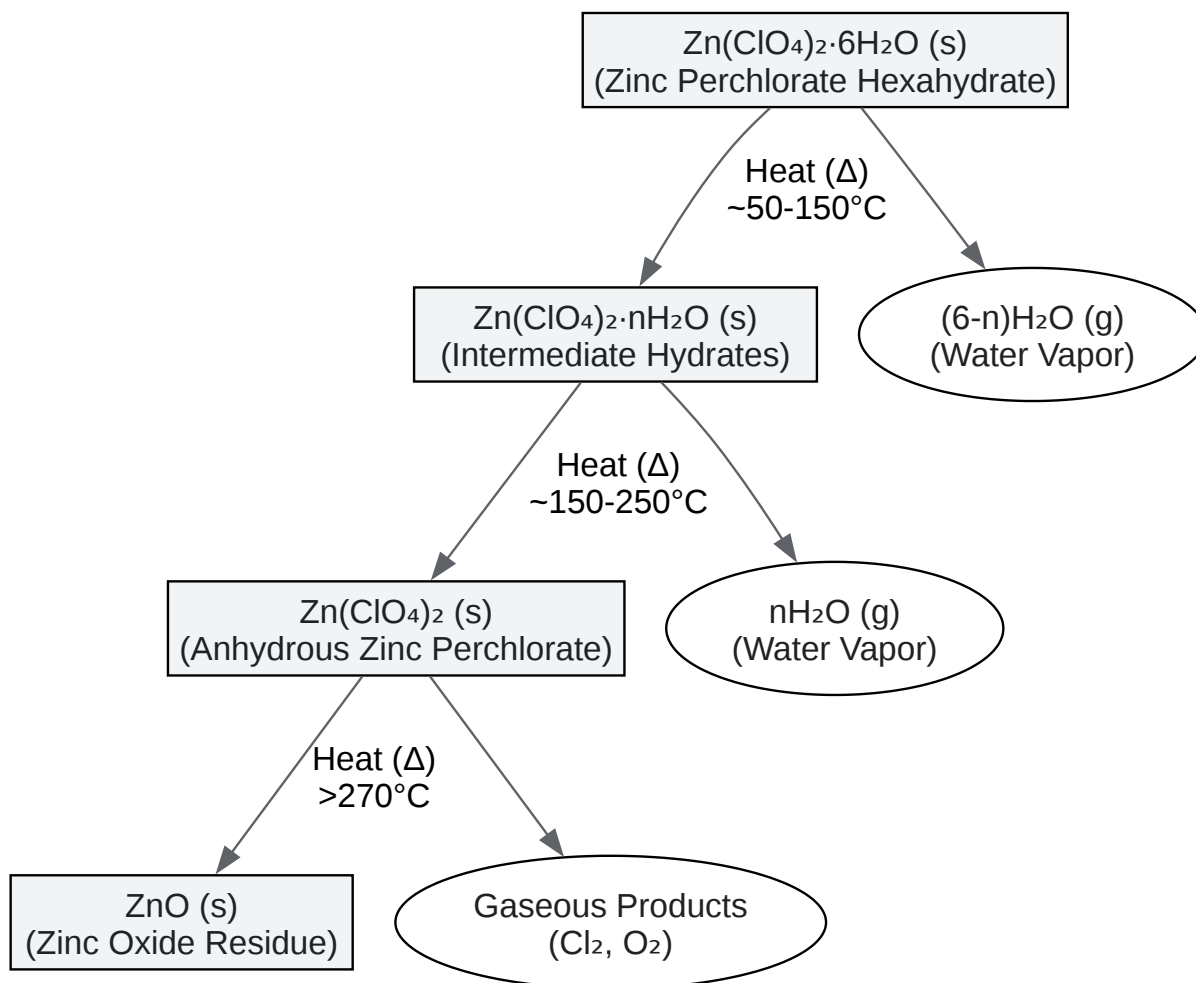 Zn(ClO₄)₂·6H₂O (s)
(Zinc Perchlorate Hexahydrate)
Heat (Δ)
~50-150°C
Zn(ClO₄)₂·nH₂O (s)
(Intermediate Hydrates)
(6-n)H₂O (g)
(Water Vapor)
Heat (Δ)
~150-250°C
Zn(ClO₄)₂ (s)
(Anhydrous Zinc Perchlorate)
nH₂O (g)
(Water Vapor)
Heat (Δ)
>270°C
ZnO (s)
(Zinc Oxide Residue)
Gaseous Products
(Cl₂, O₂)